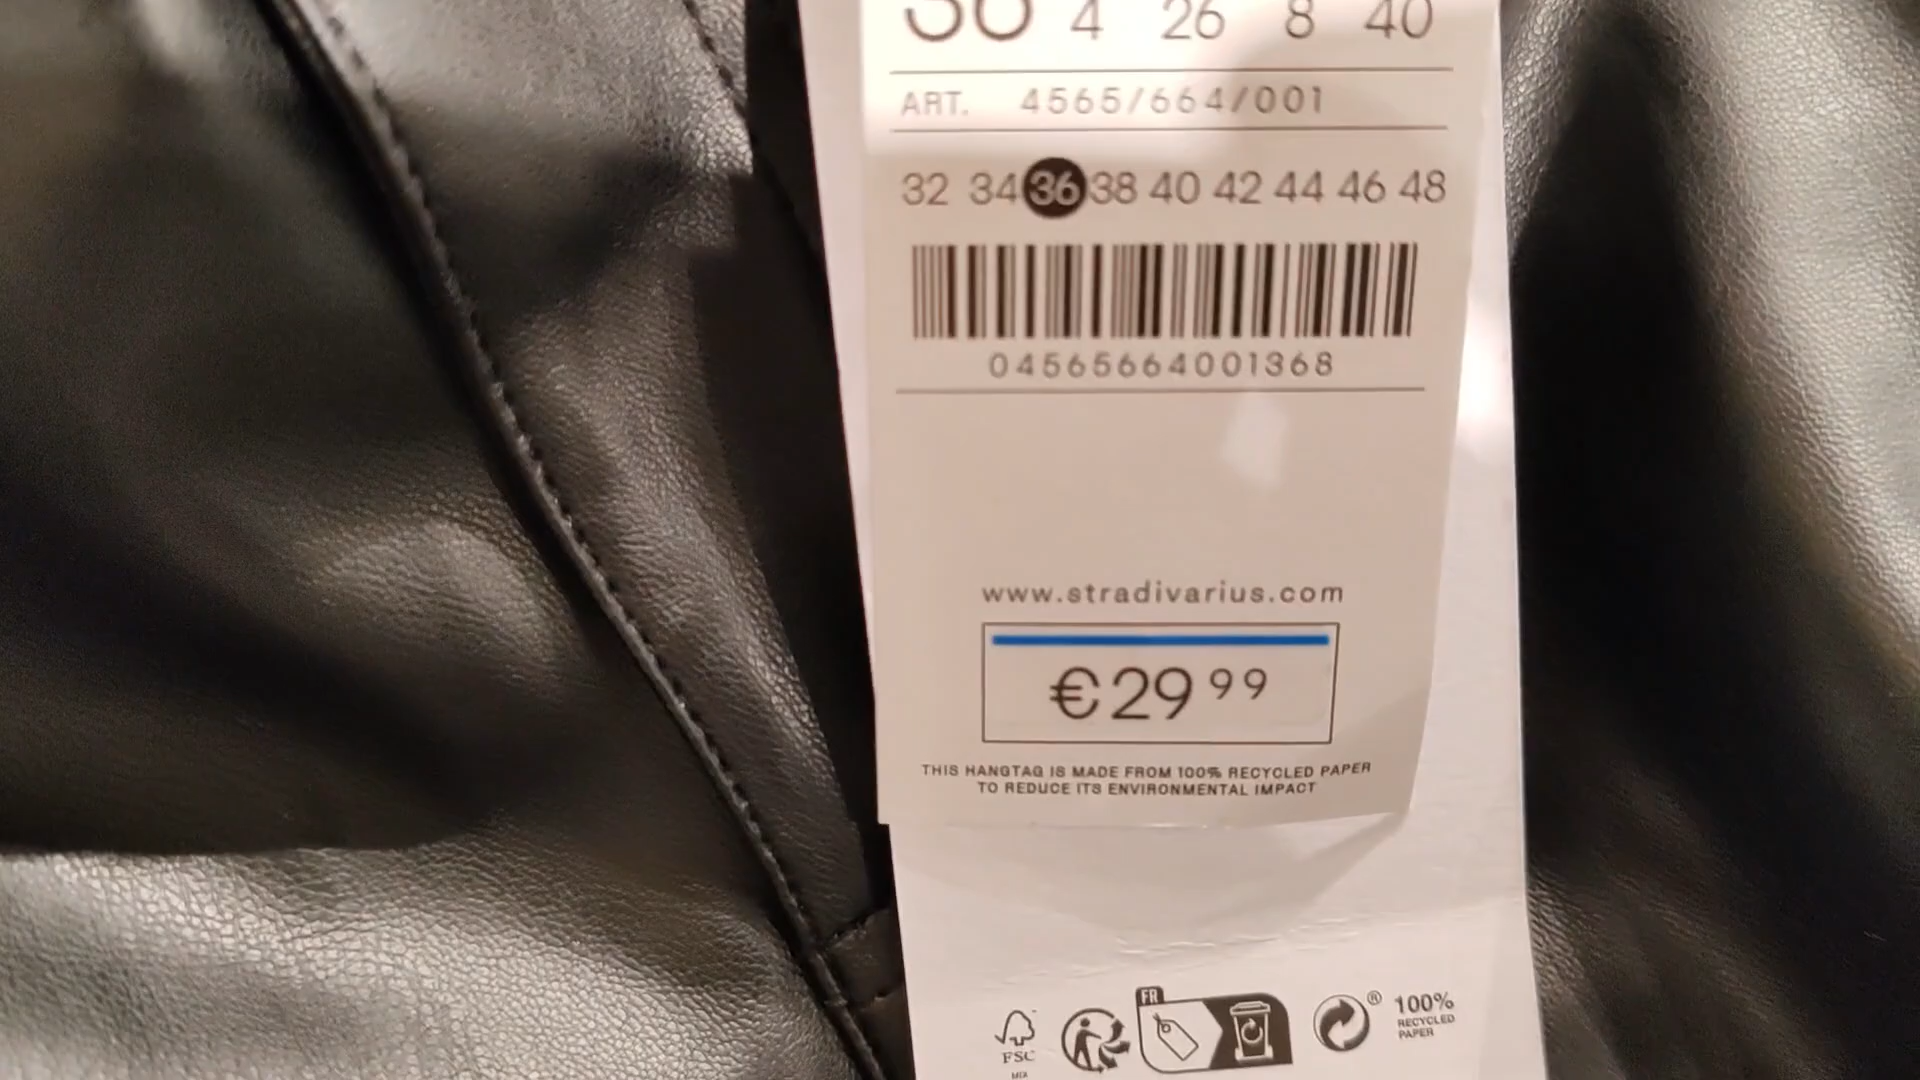 36 4 26 8 40
ART. 4565/664/001
32 34 36 38 40 42 44 46 48
04565664001368
www.stradivarius.com
€29 99
THIS HANGTAG IS MADE FROM 100% RECYCLED PAPER
TO REDUCE ITS ENVIRONMENTAL IMPACT
FR
® 100%
RECYCLED
PAPER
FSC
MIX